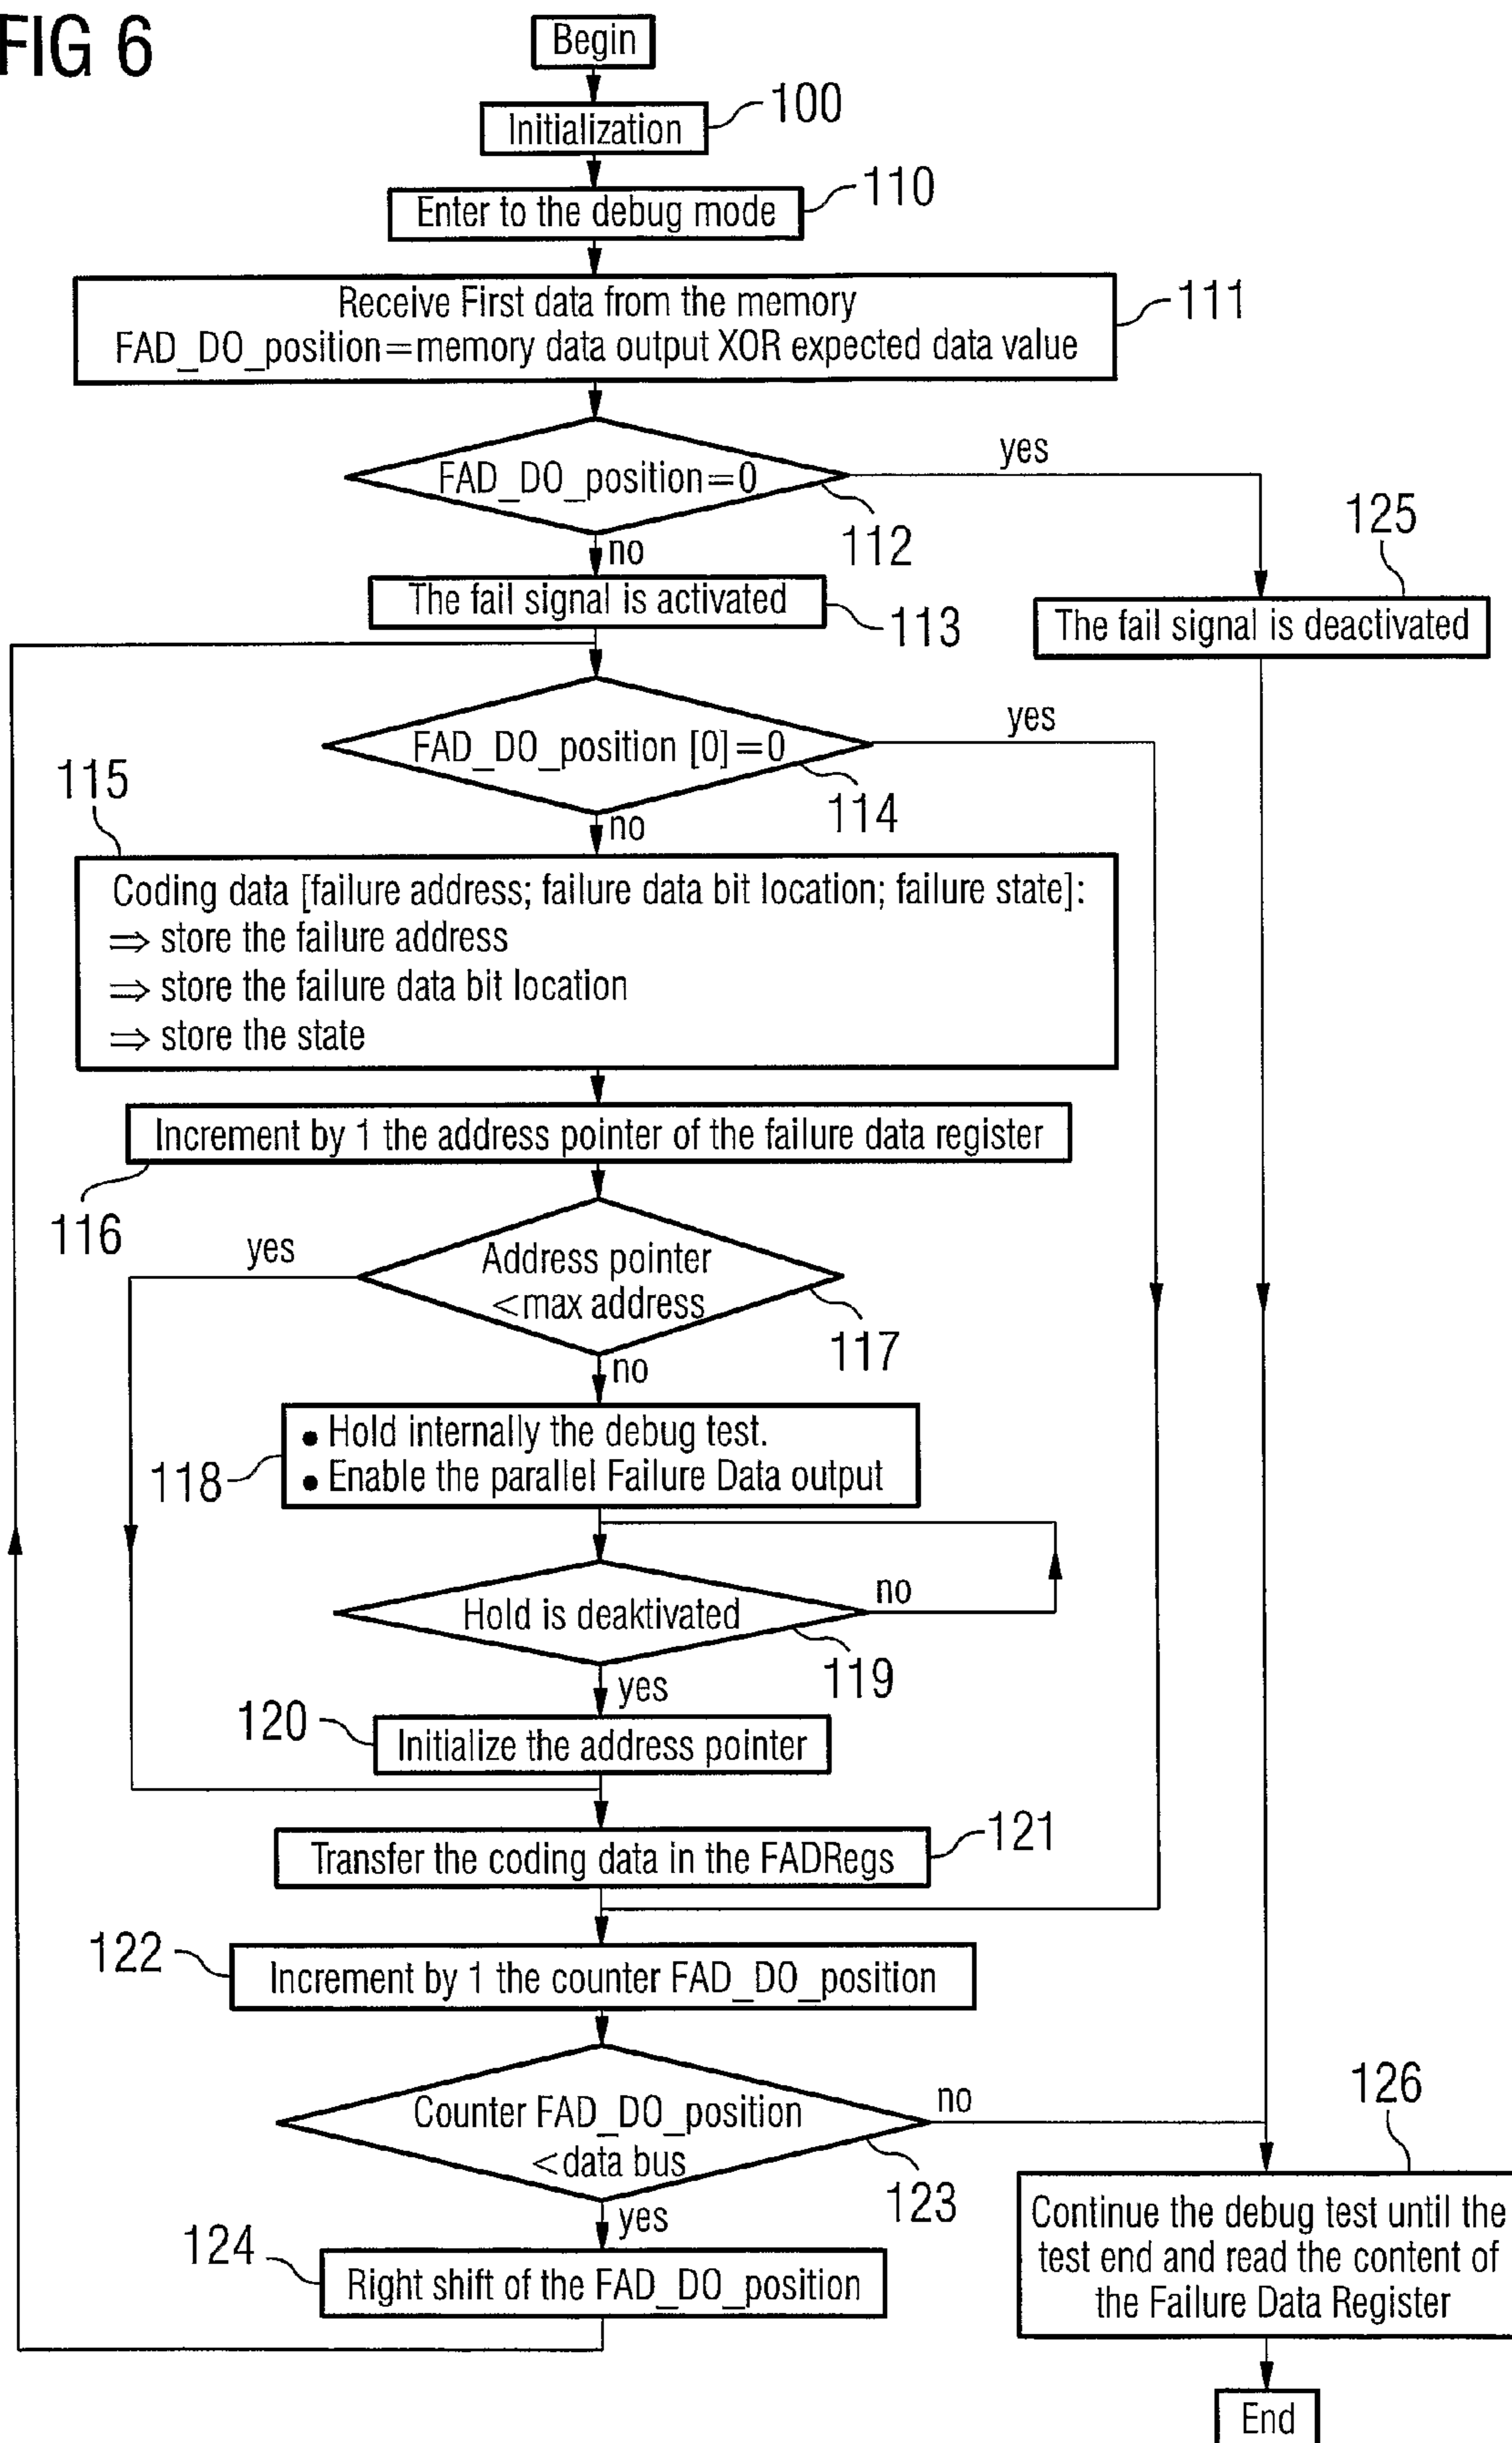 FIG 6
Begin
100
Initialization
110
Enter to the debug mode
111
Receive First data from the memory
FAD_DO_position=memory data output XOR expected data value
FAD_DO_position=0
yes
112
no
125
The fail signal is activated
113
The fail signal is deactivated
FAD_DO_position [0]=0
yes
114
no
115
Coding data [failure address; failure data bit location; failure state]:
⇒ store the failure address
⇒ store the failure data bit location
⇒ store the state
Increment by 1 the address pointer of the failure data register
116
Address pointer
<max address
yes
117
no
• Hold internally the debug test.
• Enable the parallel Failure Data output
118
Hold is deaktivated
no
119
yes
120
Initialize the address pointer
121
Transfer the coding data in the FADRegs
122
Increment by 1 the counter FAD_DO_position
Counter FAD_DO_position
<data bus
no
123
yes
126
124
Right shift of the FAD_DO_position
Continue the debug test until the
test end and read the content of
the Failure Data Register
End